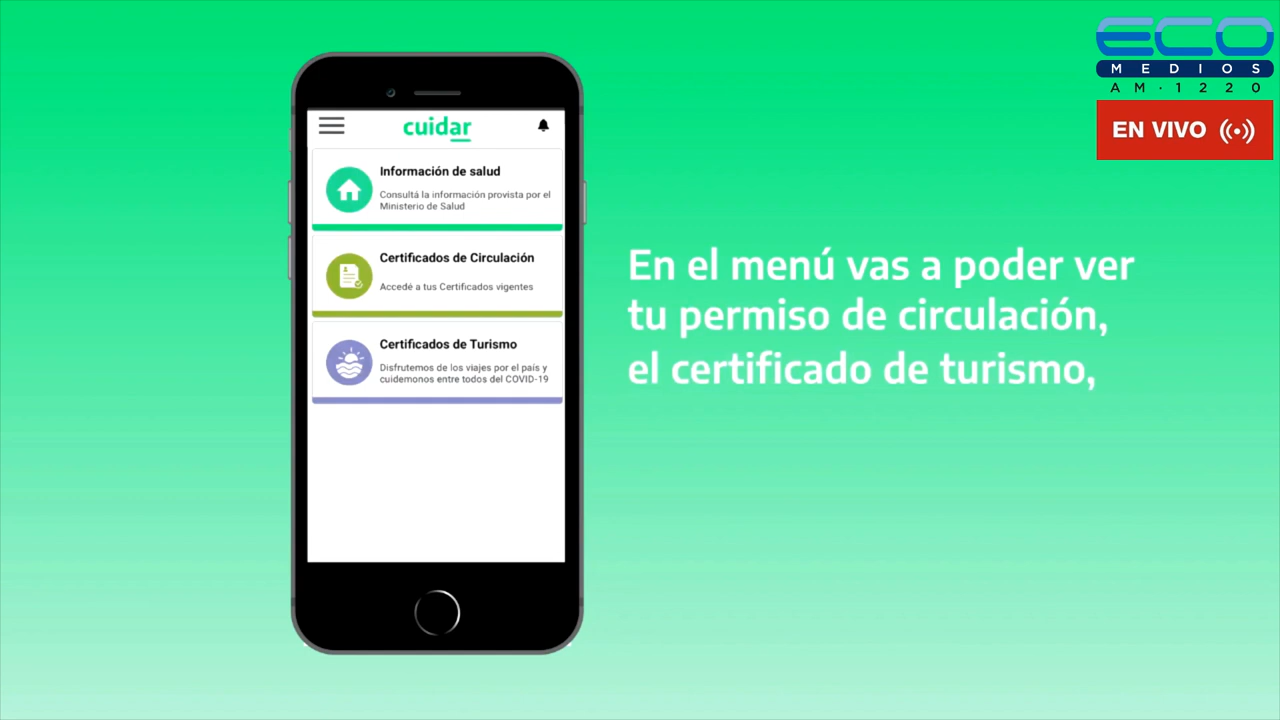 ECO
MEDIOS
AM·1220
EN VIVO
cuidar
Información de salud
Consultá la información provista por el
Ministerio de Salud
Certificados de Circulación
Accedé a tus Certificados vigentes
Certificados de Turismo
Disfrutemos de los viajes por el país y
cuidemonos entre todos del COVID-19
En el menú vas a poder ver
tu permiso de circulación,
el certificado de turismo,